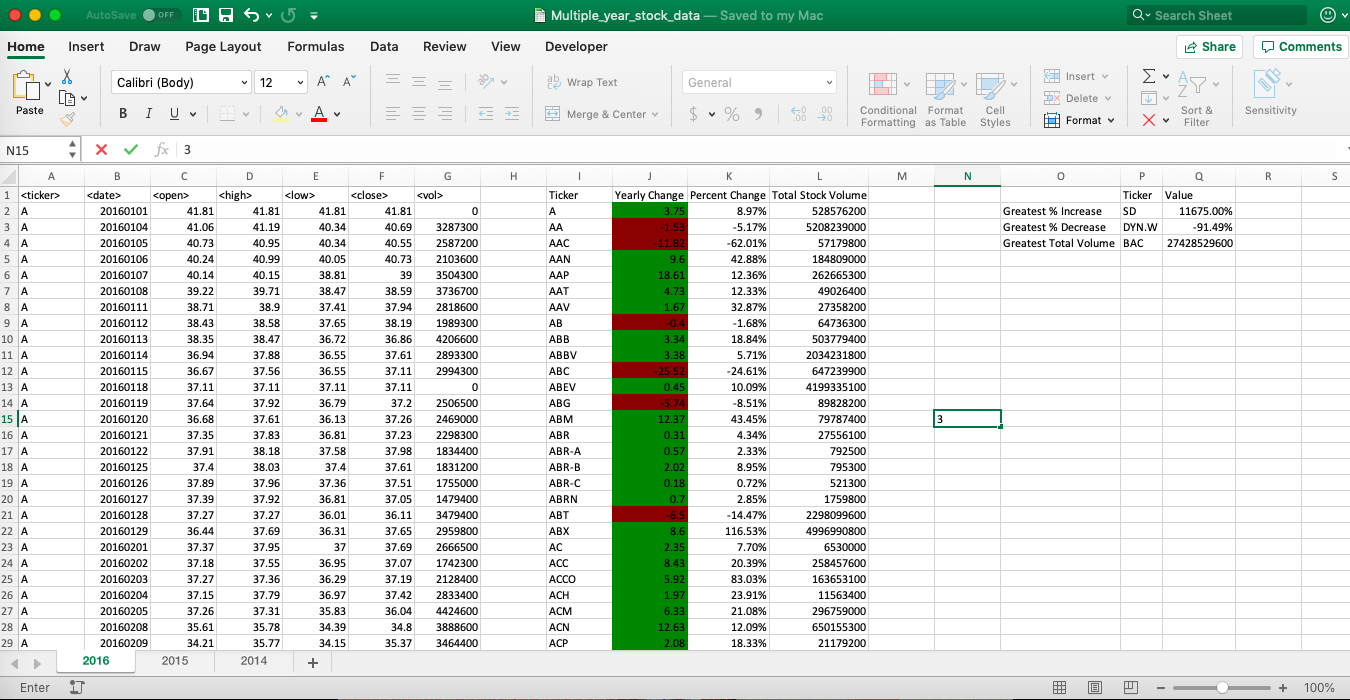 AutoSave OFF Multiple_year_stock_data — Saved to my Mac Search Sheet
Home Insert Draw Page Layout Formulas Data Review View Developer Share Comments
Calibri (Body) 12 Wrap Text General Insert
Paste B I U Merge & Center $ % Conditional Formatting Format as Table Cell Styles Delete Format Sort & Filter Sensitivity
N15 fx 3
A B C D E F G H I J K L M N O P Q R S
1 <ticker> <date> <open> <high> <low> <close> <vol> Ticker Yearly Change Percent Change Total Stock Volume Ticker Value
2 A 20160101 41.81 41.81 41.81 41.81 0 A 3.75 8.97% 528576200 Greatest % Increase SD 11675.00%
3 A 20160104 41.06 41.19 40.34 40.69 3287300 AA -1.53 -5.17% 5208239000 Greatest % Decrease DYN.W -91.49%
4 A 20160105 40.73 40.95 40.34 40.55 2587200 AAC -11.82 -62.01% 57179800 Greatest Total Volume BAC 27428529600
5 A 20160106 40.24 40.99 40.05 40.73 2103600 AAN 9.6 42.88% 184809000
6 A 20160107 40.14 40.15 38.81 39 3504300 AAP 18.61 12.36% 262665300
7 A 20160108 39.22 39.71 38.47 38.59 3736700 AAT 4.73 12.33% 49026400
8 A 20160111 38.71 38.9 37.41 37.94 2818600 AAV 1.67 32.87% 27358200
9 A 20160112 38.43 38.58 37.65 38.19 1989300 AB -0.4 -1.68% 64736300
10 A 20160113 38.35 38.47 36.72 36.86 4206600 ABB 3.34 18.84% 503779400
11 A 20160114 36.94 37.88 36.55 37.61 2893300 ABBV 3.38 5.71% 2034231800
12 A 20160115 36.67 37.56 36.55 37.11 2994300 ABC -25.52 -24.61% 647239900
13 A 20160118 37.11 37.11 37.11 37.11 0 ABEV 0.45 10.09% 4199335100
14 A 20160119 37.64 37.92 36.79 37.2 2506500 ABG -5.74 -8.51% 89828200
15 A 20160120 36.68 37.61 36.13 37.26 2469000 ABM 12.37 43.45% 79787400 3
16 A 20160121 37.35 37.83 36.81 37.23 2298300 ABR 0.31 4.34% 27556100
17 A 20160122 37.91 38.18 37.58 37.98 1834400 ABR-A 0.57 2.33% 792500
18 A 20160125 37.4 38.03 37.4 37.61 1831200 ABR-B 2.02 8.95% 795300
19 A 20160126 37.89 37.96 37.36 37.51 1755000 ABR-C 0.18 0.72% 521300
20 A 20160127 37.39 37.92 36.81 37.05 1479400 ABRN 0.7 2.85% 1759800
21 A 20160128 37.27 37.27 36.01 36.11 3479400 ABT -6.5 -14.47% 2298099600
22 A 20160129 36.44 37.69 36.31 37.65 2959800 ABX 8.6 116.53% 4996990800
23 A 20160201 37.37 37.95 37 37.69 2666500 AC 2.35 7.70% 6530000
24 A 20160202 37.18 37.55 36.95 37.07 1742300 ACC 8.43 20.39% 258457600
25 A 20160203 37.27 37.36 36.29 37.19 2128400 ACCO 5.92 83.03% 163653100
26 A 20160204 37.15 37.79 36.97 37.42 2833400 ACH 1.97 23.91% 11563400
27 A 20160205 37.26 37.31 35.83 36.04 4424600 ACM 6.33 21.08% 296759000
28 A 20160208 35.61 35.78 34.39 34.8 3888600 ACN 12.63 12.09% 650155300
29 A 20160209 34.21 35.77 34.15 35.37 3464400 ACP 2.08 18.33% 21179200
2016 2015 2014 +
Enter 100%